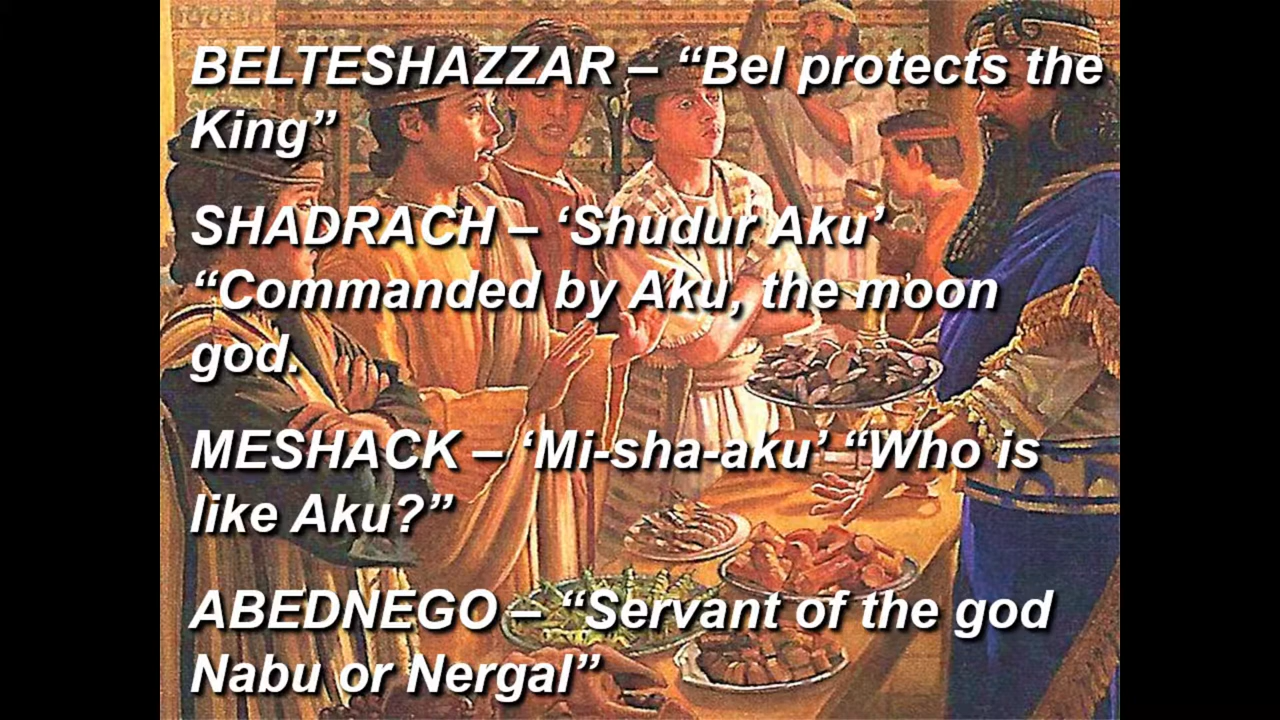 BELTESHAZZAR – “Bel protects the
King”
SHADRACH – ‘Shudur Aku’
“Commanded by Aku, the moon
god.
MESHACK – ‘Mi-sha-aku’ “Who is
like Aku?”
ABEDNEGO – “Servant of the god
Nabu or Nergal”